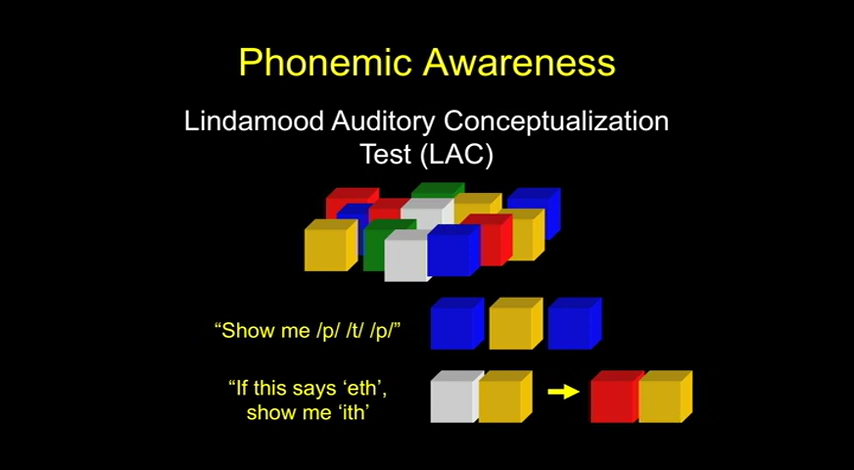 Phonemic Awareness
Lindamood Auditory Conceptualization
Test (LAC)
“Show me /p/ /t/ /p/”
“If this says ‘eth’,
show me ‘ith’